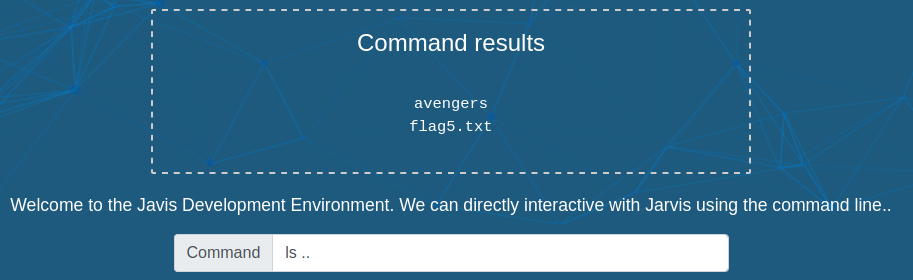 Command results
avengers
flag5.txt
Welcome to the Javis Development Environment. We can directly interactive with Jarvis using the command line..
Command ls ..